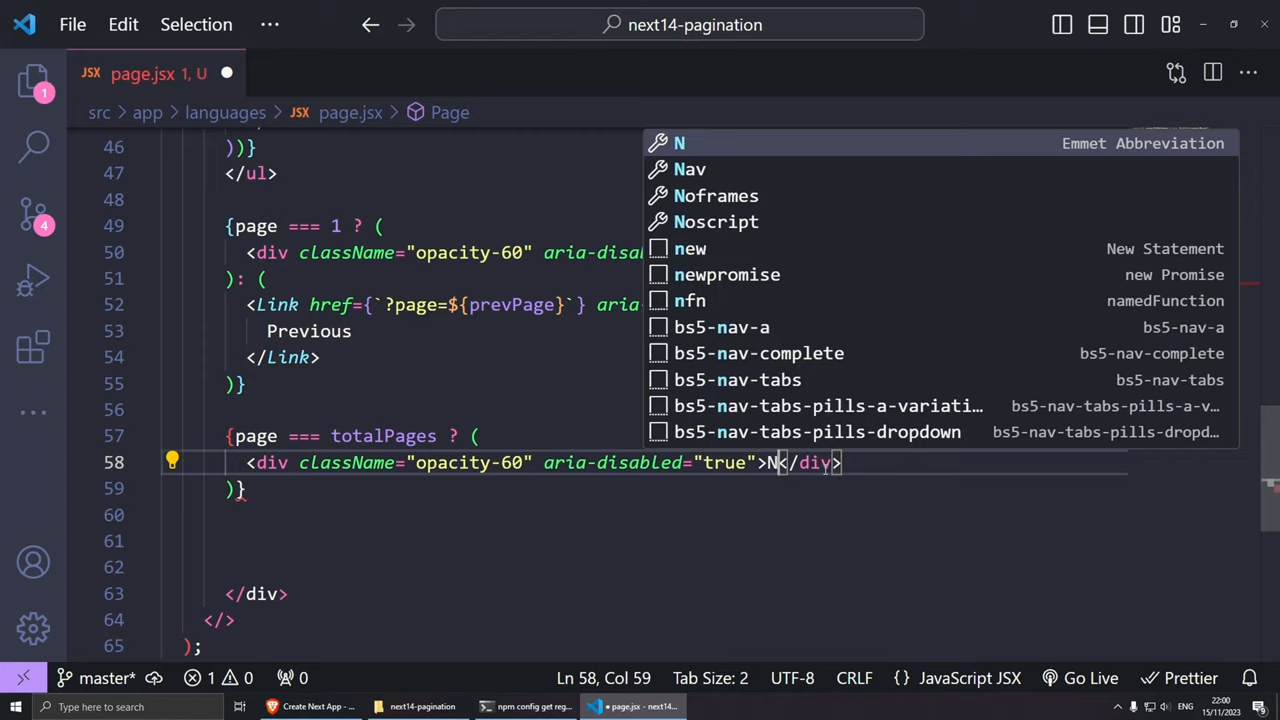 File Edit Selection ··· next14-pagination
JSX page.jsx 1, U
src > app > languages > JSX page.jsx > Page
1
4
46 ))}
47 </ul>
48
49 {page === 1 ? (
50 <div className="opacity-60" aria-disab
51 ): (
52 <Link href={`?page=${prevPage}`} aria-
53 Previous
54 </Link>
55 )}
56
57 {page === totalPages ? (
58 <div className="opacity-60" aria-disabled="true">N</div>
59 )}
60
61
62
63 </div>
64 </>
65 );
N Emmet Abbreviation
Nav
Noframes
Noscript
new New Statement
newpromise new Promise
nfn namedFunction
bs5-nav-a bs5-nav-a
bs5-nav-complete bs5-nav-complete
bs5-nav-tabs bs5-nav-tabs
bs5-nav-tabs-pills-a-variati... bs5-nav-tabs-pills-a-v...
bs5-nav-tabs-pills-dropdown bs5-nav-tabs-pills-dropd...
master* 1 0 0 Ln 58, Col 59 Tab Size: 2 UTF-8 CRLF {} JavaScript JSX Go Live Prettier
Type here to search Create Next App - ... next14-pagination npm config get reg... page.jsx - next14... 22:00
15/11/2023